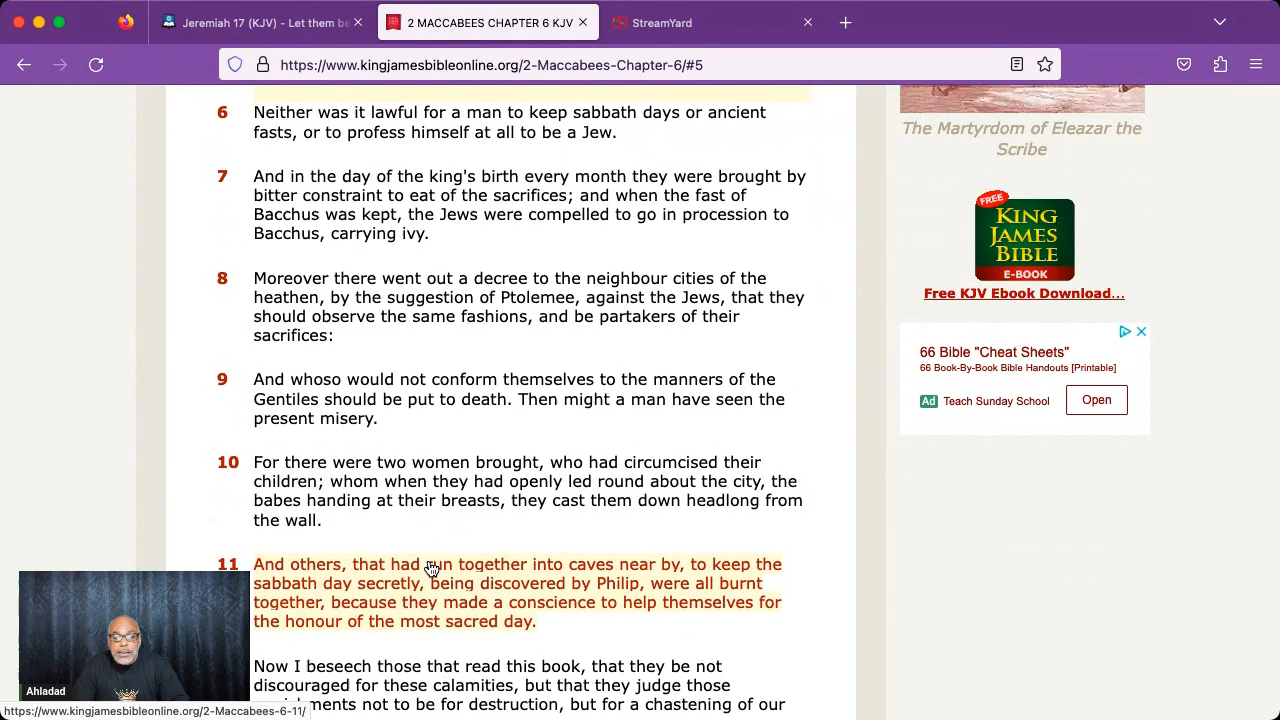 Jeremiah 17 (KJV) - Let them be
2 MACCABEES CHAPTER 6 KJV
StreamYard
https://www.kingjamesbibleonline.org/2-Maccabees-Chapter-6/#5
6 Neither was it lawful for a man to keep sabbath days or ancient
fasts, or to profess himself at all to be a Jew.
7 And in the day of the king's birth every month they were brought by
bitter constraint to eat of the sacrifices; and when the fast of
Bacchus was kept, the Jews were compelled to go in procession to
Bacchus, carrying ivy.
8 Moreover there went out a decree to the neighbour cities of the
heathen, by the suggestion of Ptolemee, against the Jews, that they
should observe the same fashions, and be partakers of their
sacrifices:
9 And whoso would not conform themselves to the manners of the
Gentiles should be put to death. Then might a man have seen the
present misery.
10 For there were two women brought, who had circumcised their
children; whom when they had openly led round about the city, the
babes handing at their breasts, they cast them down headlong from
the wall.
11 And others, that had run together into caves near by, to keep the
sabbath day secretly, being discovered by Philip, were all burnt
together, because they made a conscience to help themselves for
the honour of the most sacred day.
Now I beseech those that read this book, that they be not
discouraged for these calamities, but that they judge those
not to be for destruction, but for a chastening of our
The Martyrdom of Eleazar the
Scribe
FREE
KING
JAMES
BIBLE
E-BOOK
Free KJV Ebook Download...
66 Bible "Cheat Sheets"
66 Book-By-Book Bible Handouts [Printable]
Ad Teach Sunday School
Open
Ahladad
https://www.kingjamesbibleonline.org/2-Maccabees-6-11/